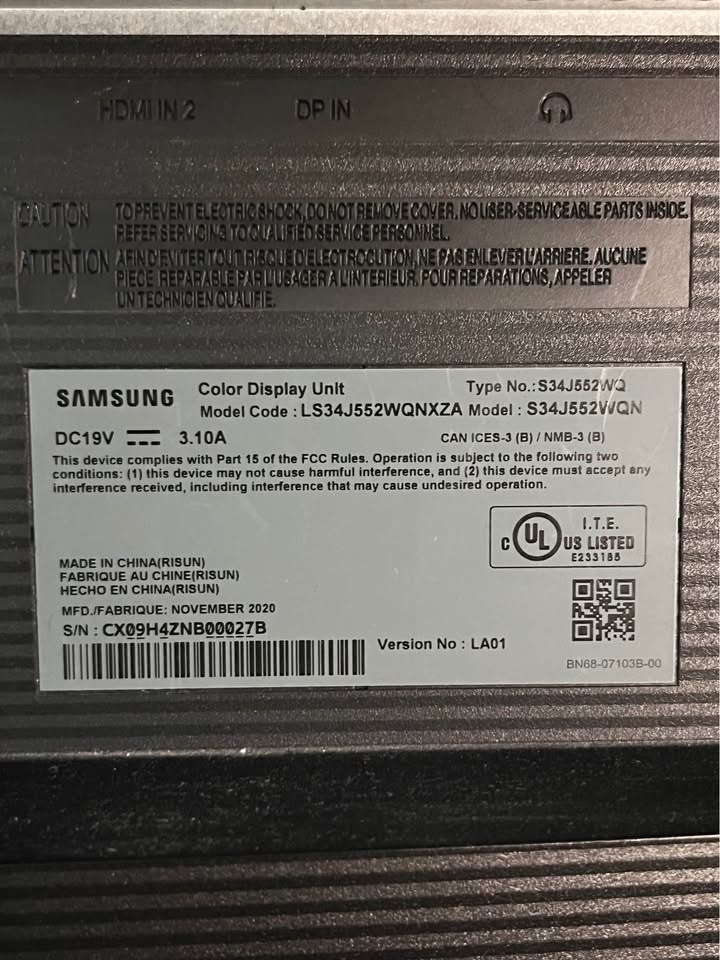 HDMI IN 2 DP IN
CAUTION TO PREVENT ELECTRIC SHOCK, DO NOT REMOVE COVER. NO USER-SERVICEABLE PARTS INSIDE.
REFER SERVICING TO QUALIFIED SERVICE PERSONNEL.
ATTENTION AFIN D'EVITER TOUT RISQUE D'ELECTROCUTION, NE PAS ENLEVER L'ARRIERE. AUCUNE
PIECE REPARABLE PAR L'USAGER A L'INTERIEUR. POUR REPARATIONS, APPELER
UN TECHNICIEN QUALIFIE.
SAMSUNG Color Display Unit Type No.:S34J552WQ
Model Code : LS34J552WQNXZA Model : S34J552WQN
DC19V 3.10A CAN ICES-3 (B) / NMB-3 (B)
This device complies with Part 15 of the FCC Rules. Operation is subject to the following two
conditions: (1) this device may not cause harmful interference, and (2) this device must accept any
interference received, including interference that may cause undesired operation.
I.T.E.
C UL US LISTED
E233188
MADE IN CHINA(RISUN)
FABRIQUE AU CHINE(RISUN)
HECHO EN CHINA(RISUN)
MFD./FABRIQUE: NOVEMBER 2020
S/N : CX09H4ZNB00027B
Version No : LA01
BN68-07103B-00